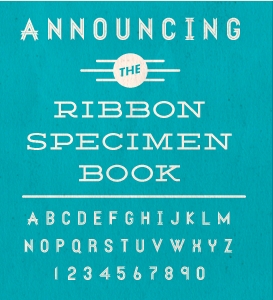 ANNOUNCING
THE
RIBBON
SPECIMEN
BOOK
ABCDEFGHIJKLM
NOPQRSTUVWXYZ
1234567890